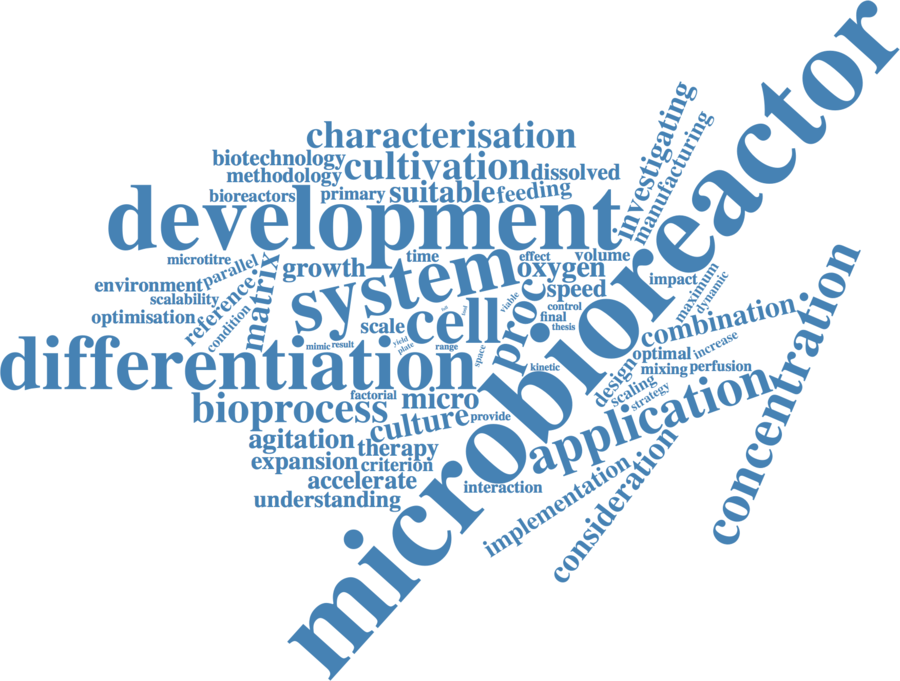 microbioreactor
characterisation
biotechnology
cultivation
methodology
dissolved
bioreactors
primary
suitable
feeding
investigating
manufacturing
development
microtitre
parallel
matrix
growth
time
effect
volume
system
oxygen
environment
scalability
reference
condition
optimisation
viable
speed
impact
maximum
dynamic
proc
control
final
thesis
scale
cell
yield
plate
range
space
mimic
result
combination
concentration
differentiation
kinetic
optimal
increase
design
mixing
perfusion
scaling
strategy
factorial
micro
bioprocess
culture
provide
application
agitation
therapy
expansion
criterion
accelerate
interaction
understanding
implementation
consideration